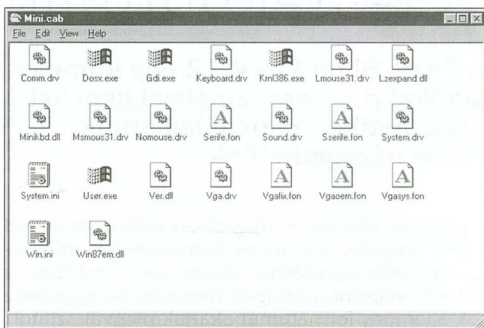 Mini.cab
File Edit View Help
Comm.drv Dosx.exe Gdi.exe Keyboard.drv Krnl386.exe Lmouse31.drv Lzexpand.dll
Minikbd.dll Msmous31.drv Nomouse.drv Serife.fon Sound.drv Sserife.fon System.drv
System.ini User.exe Ver.dll Vga.drv Vgafix.fon Vgaoem.fon Vgasys.fon
Win.ini Win87em.dll